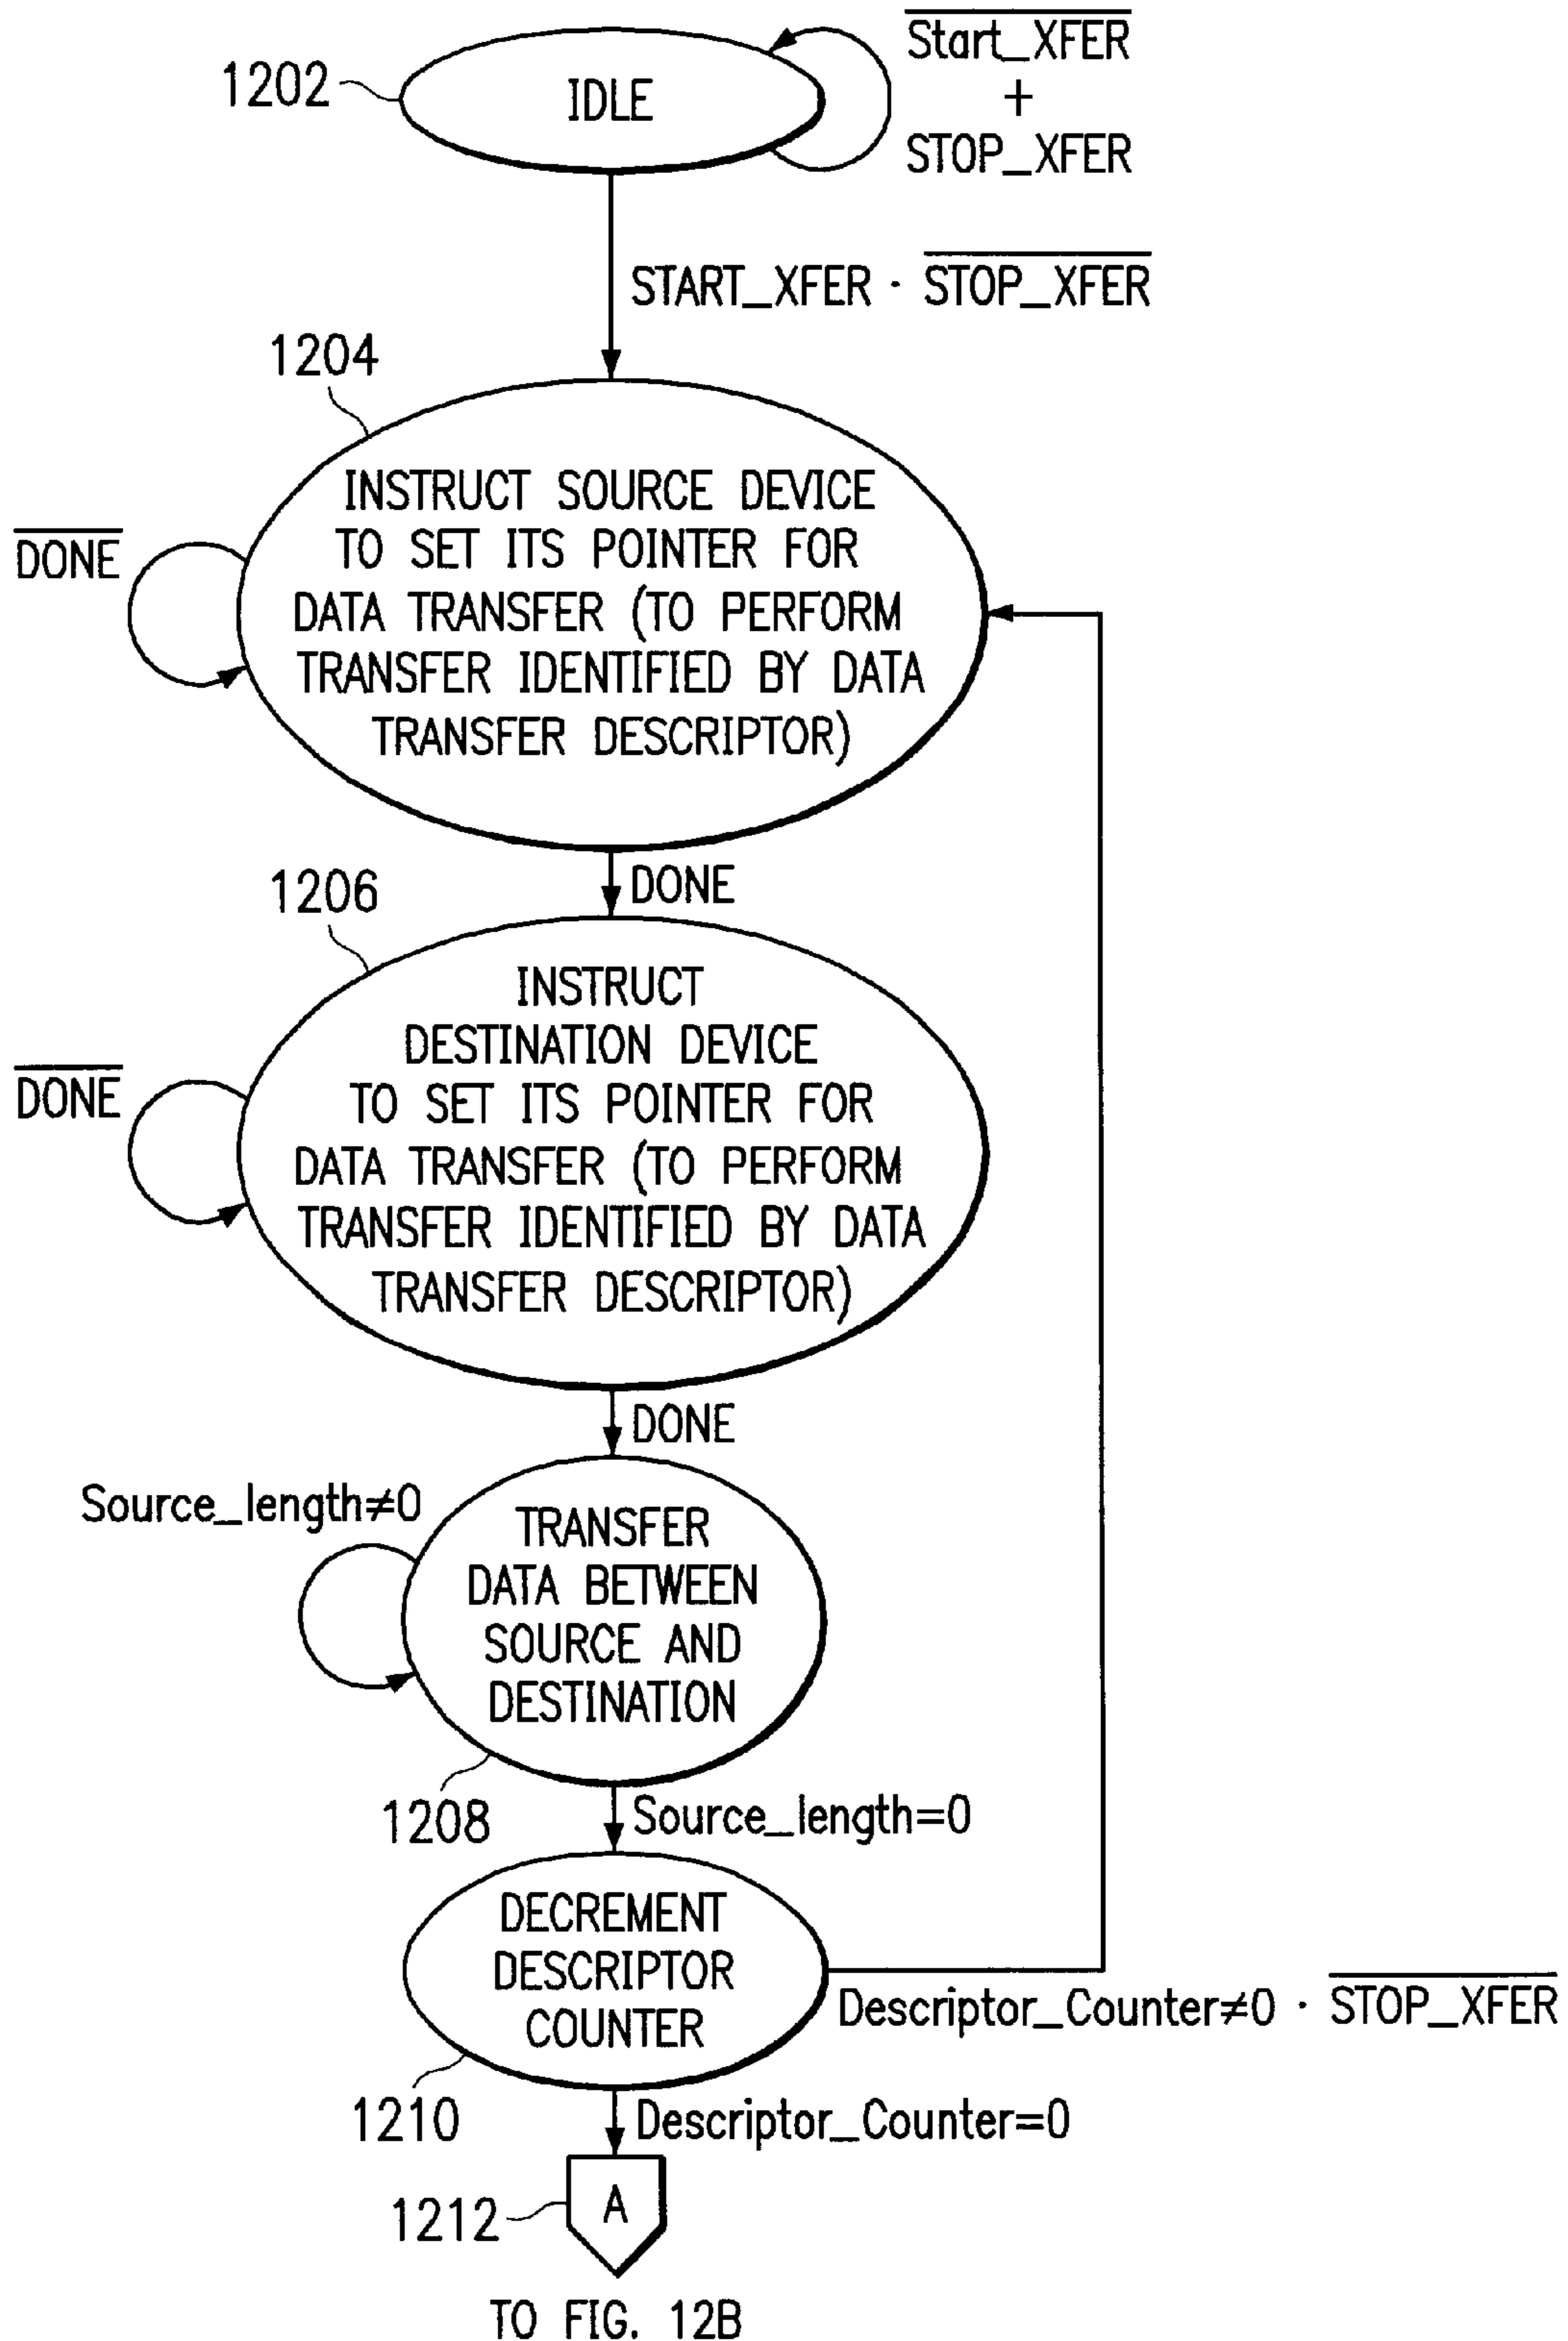 Start_XFER
+
STOP_XFER
1202
IDLE
START_XFER · STOP_XFER
1204
INSTRUCT SOURCE DEVICE
TO SET ITS POINTER FOR
DATA TRANSFER (TO PERFORM
TRANSFER IDENTIFIED BY DATA
TRANSFER DESCRIPTOR)
DONE
DONE
1206
INSTRUCT
DESTINATION DEVICE
TO SET ITS POINTER FOR
DATA TRANSFER (TO PERFORM
TRANSFER IDENTIFIED BY DATA
TRANSFER DESCRIPTOR)
DONE
DONE
Source_length≠0
TRANSFER
DATA BETWEEN
SOURCE AND
DESTINATION
1208
Source_length=0
DECREMENT
DESCRIPTOR
COUNTER
Descriptor_Counter≠0 · STOP_XFER
1210
Descriptor_Counter=0
A
1212
TO FIG. 12B